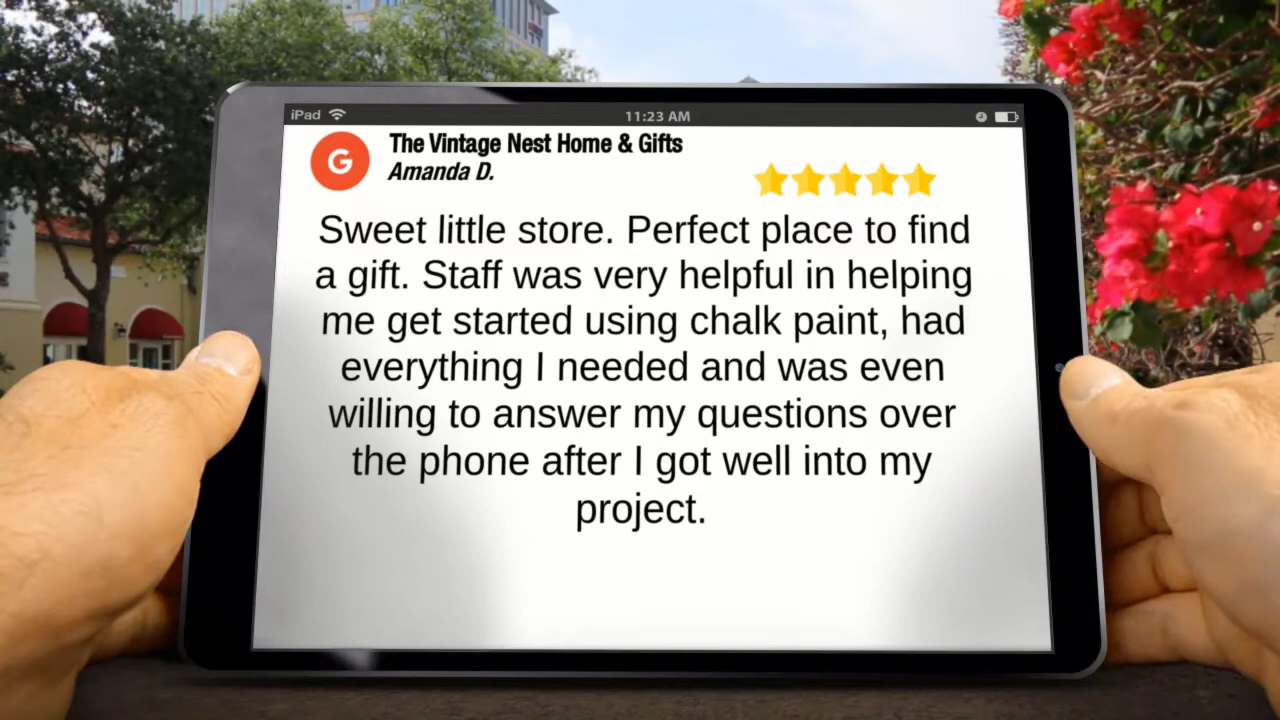 iPad 11:23 AM
G
The Vintage Nest Home & Gifts
Amanda D.
Sweet little store. Perfect place to find
a gift. Staff was very helpful in helping
me get started using chalk paint, had
everything I needed and was even
willing to answer my questions over
the phone after I got well into my
project.